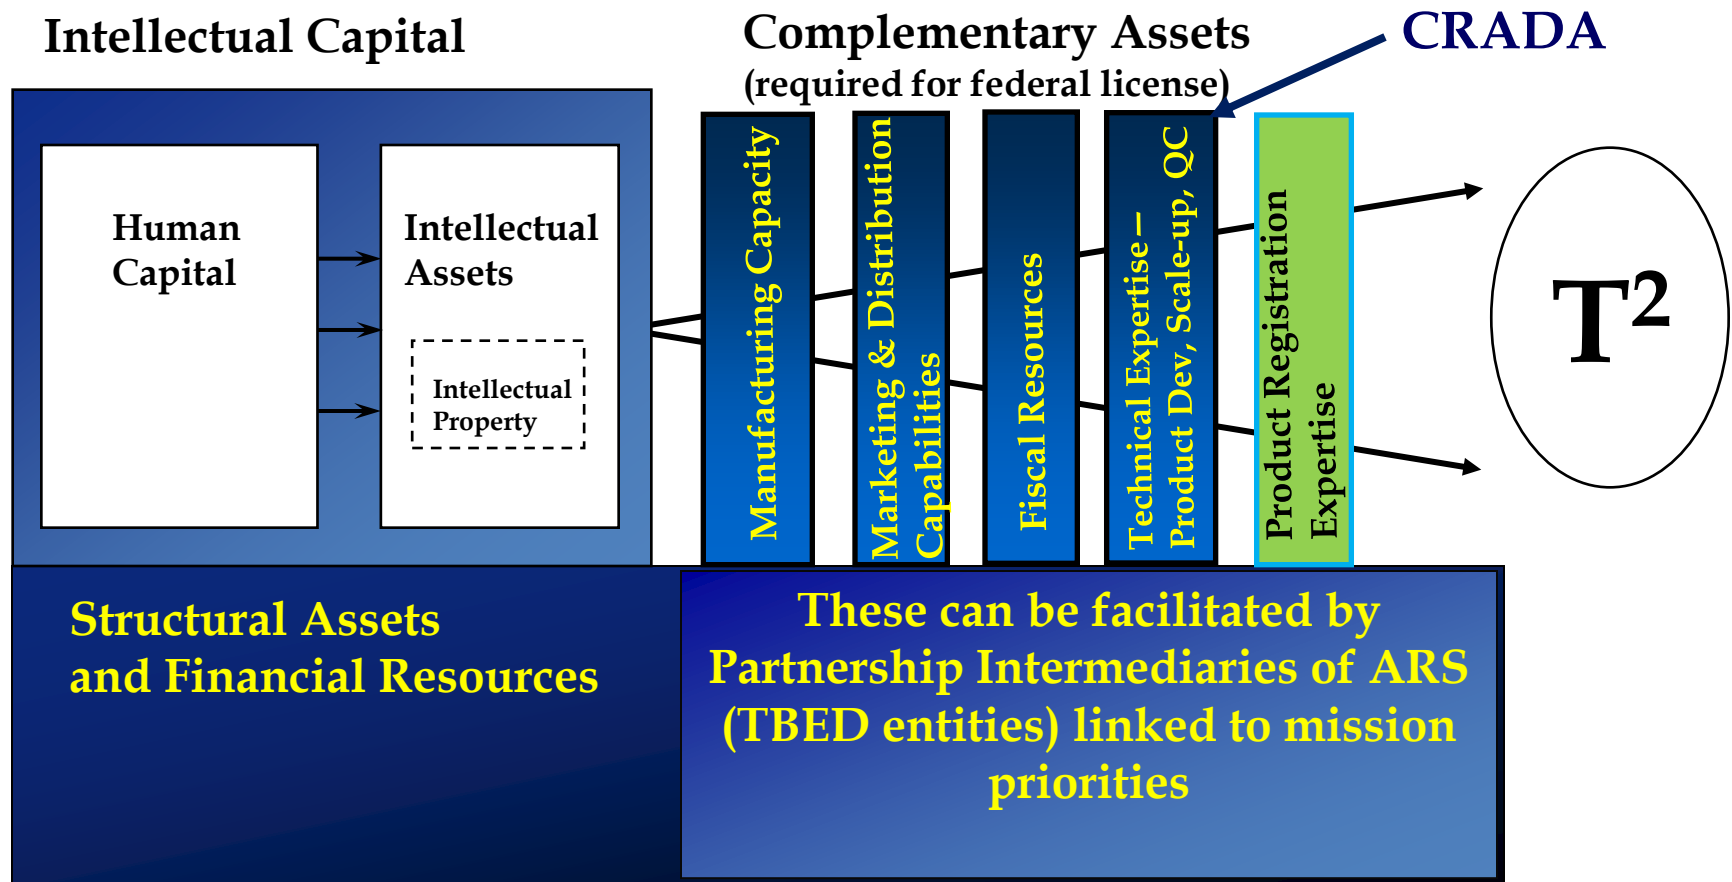 Intellectual Capital
Complementary Assets
(required for federal license)
CRADA
Human
Capital
Intellectual
Assets
Intellectual
Property
Manufacturing Capacity
Marketing & Distribution
Capabilities
Fiscal Resources
Technical Expertise—
Product Dev, Scale-up, QC
Product Registration
Expertise
T²
Structural Assets
and Financial Resources
These can be facilitated by
Partnership Intermediaries of ARS
(TBED entities) linked to mission
priorities